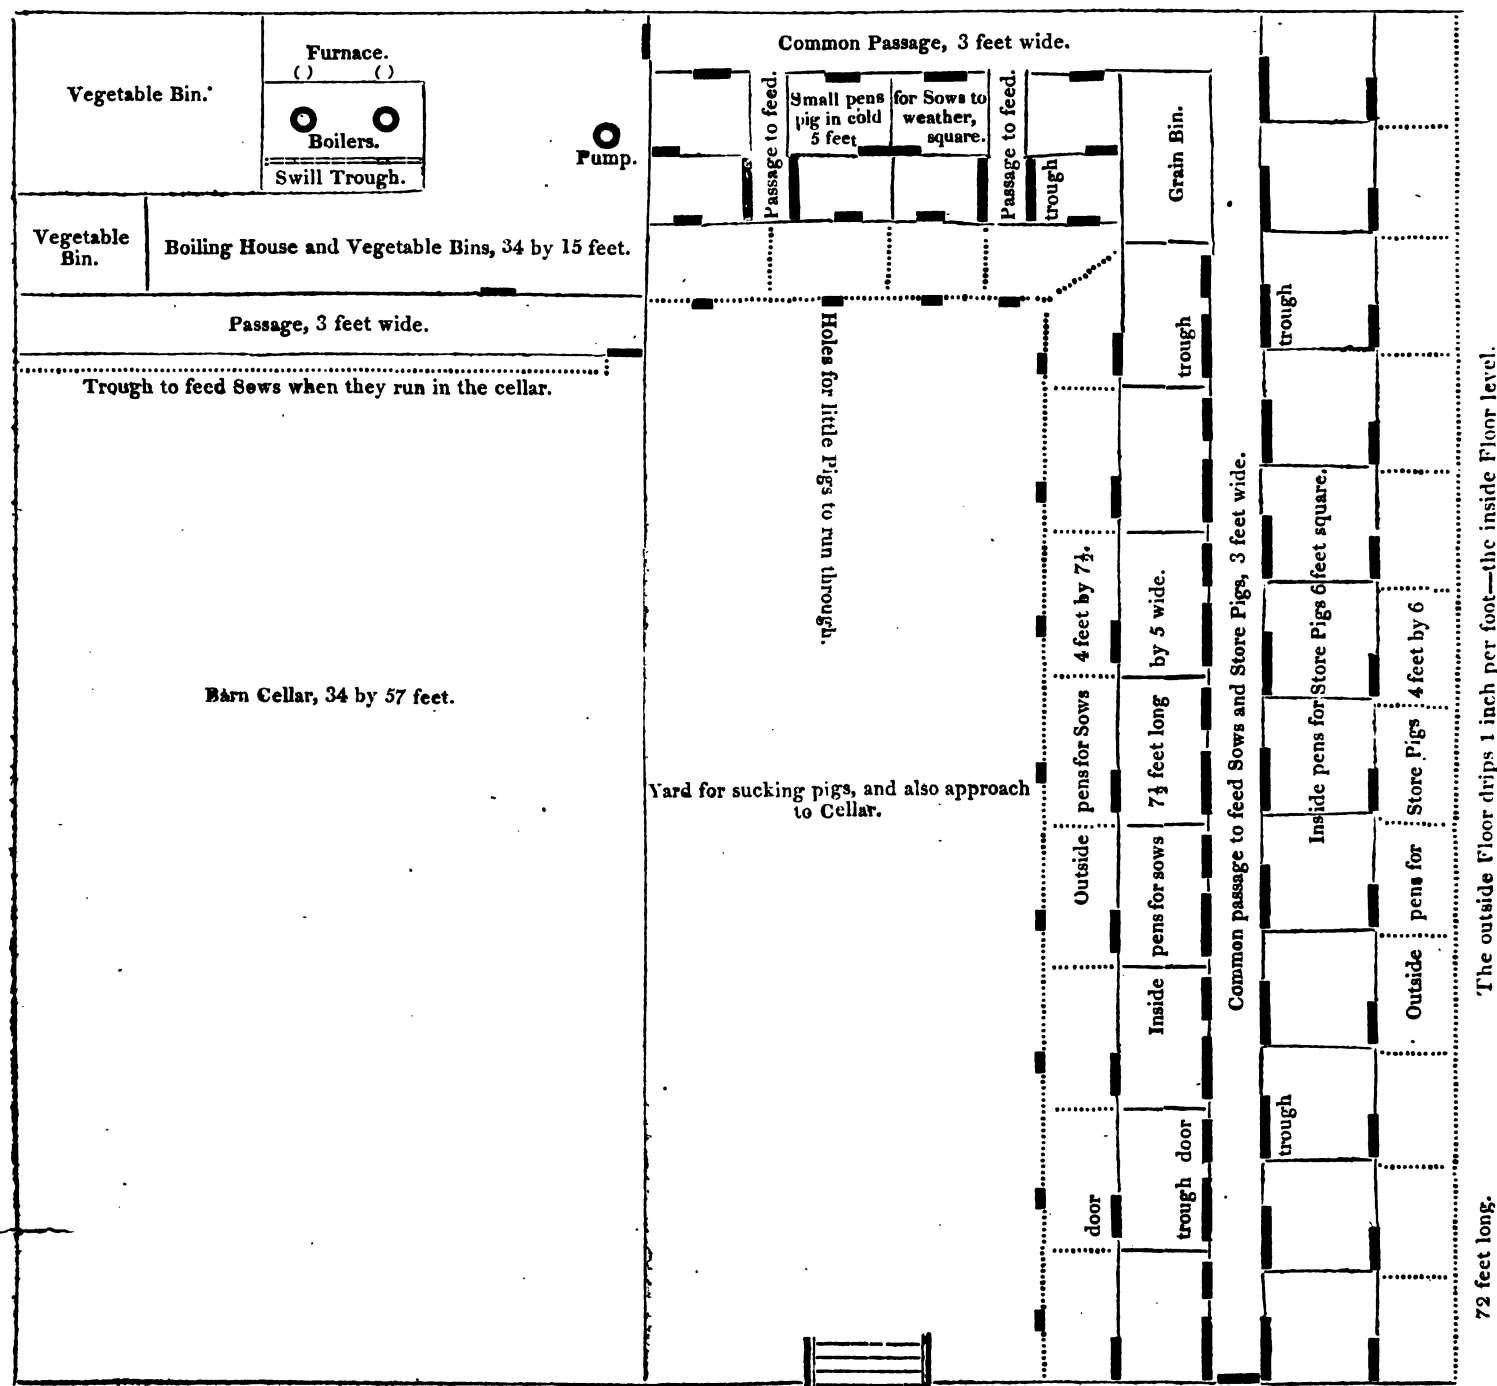 Common Passage, 3 feet wide.
Furnace.
Vegetable Bin.
Boilers.
Swill Trough.
Pump.
Passage to feed.
Small pens for Sows to
pig in cold weather,
5 feet square.
Passage to feed.
trough
Grain Bin.
Vegetable
Bin.
Boiling House and Vegetable Bins, 34 by 15 feet.
Passage, 3 feet wide.
Trough to feed Sows when they run in the cellar.
Barn Cellar, 34 by 57 feet.
Holes for little Pigs to run through.
Yard for sucking pigs, and also approach
to Cellar.
Outside pens for Sows 4 feet by 7½.
door
trough
Inside pens for sows 7½ feet long by 5 wide.
trough door
Common passage to feed Sows and Store Pigs, 3 feet wide.
trough
Inside pens for Store Pigs 6 feet square.
trough
Outside pens for Store Pigs 4 feet by 6
72 feet long. The outside Floor drips 1 inch per foot—the inside Floor level.